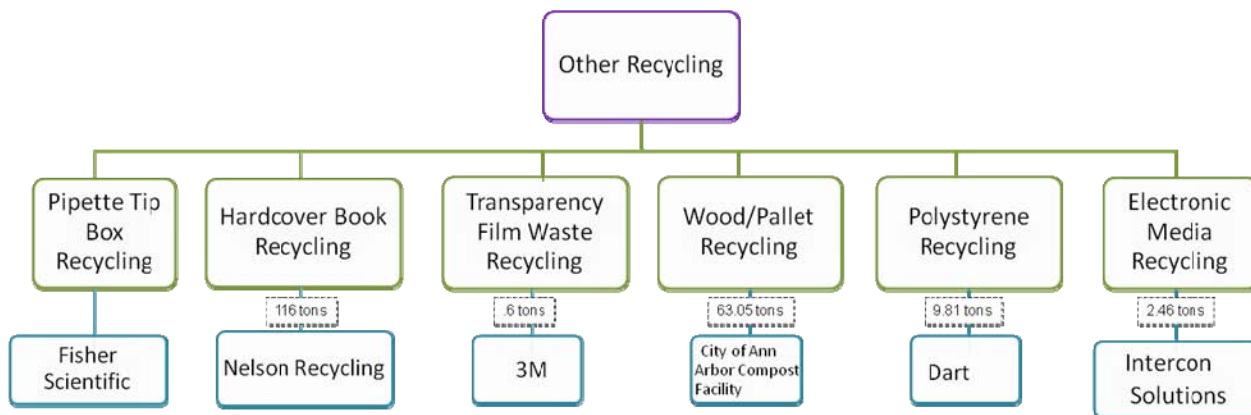 Other Recycling
Pipette Tip
Box
Recycling
Hardcover Book
Recycling
Transparency
Film Waste
Recycling
Wood/Pallet
Recycling
Polystyrene
Recycling
Electronic
Media
Recycling
116 tons
.6 tons
63.05 tons
9.81 tons
2.46 tons
Fisher
Scientific
Nelson Recycling
3M
City of Ann
Arbor Compost
Facility
Dart
Intercon
Solutions